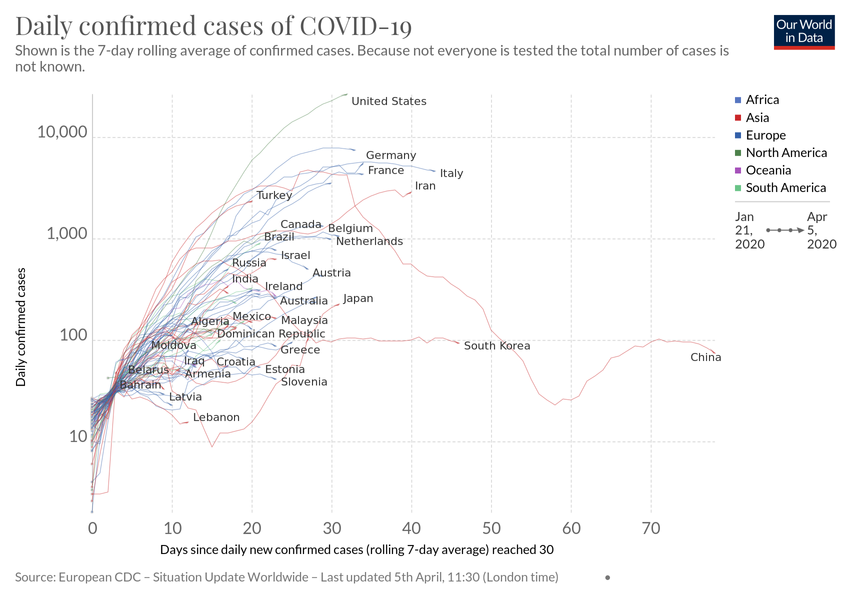 Daily confirmed cases of COVID-19
Our World
in Data
Shown is the 7-day rolling average of confirmed cases. Because not everyone is tested the total number of cases is
not known.
Africa
Asia
Europe
North America
Oceania
South America
Jan
21,
2020
Apr
5,
2020
Daily confirmed cases
10,000
1,000
100
10
United States
Germany
France
Italy
Iran
Turkey
Canada
Belgium
Brazil
Netherlands
Israel
Russia
Austria
India
Ireland
Australia
Japan
Algeria
Mexico
Malaysia
Dominican Republic
Moldova
South Korea
Greece
China
Iraq
Croatia
Belarus
Armenia
Estonia
Bahrain
Slovenia
Latvia
Lebanon
0
10
20
30
40
50
60
70
Days since daily new confirmed cases (rolling 7-day average) reached 30
Source: European CDC – Situation Update Worldwide – Last updated 5th April, 11:30 (London time)